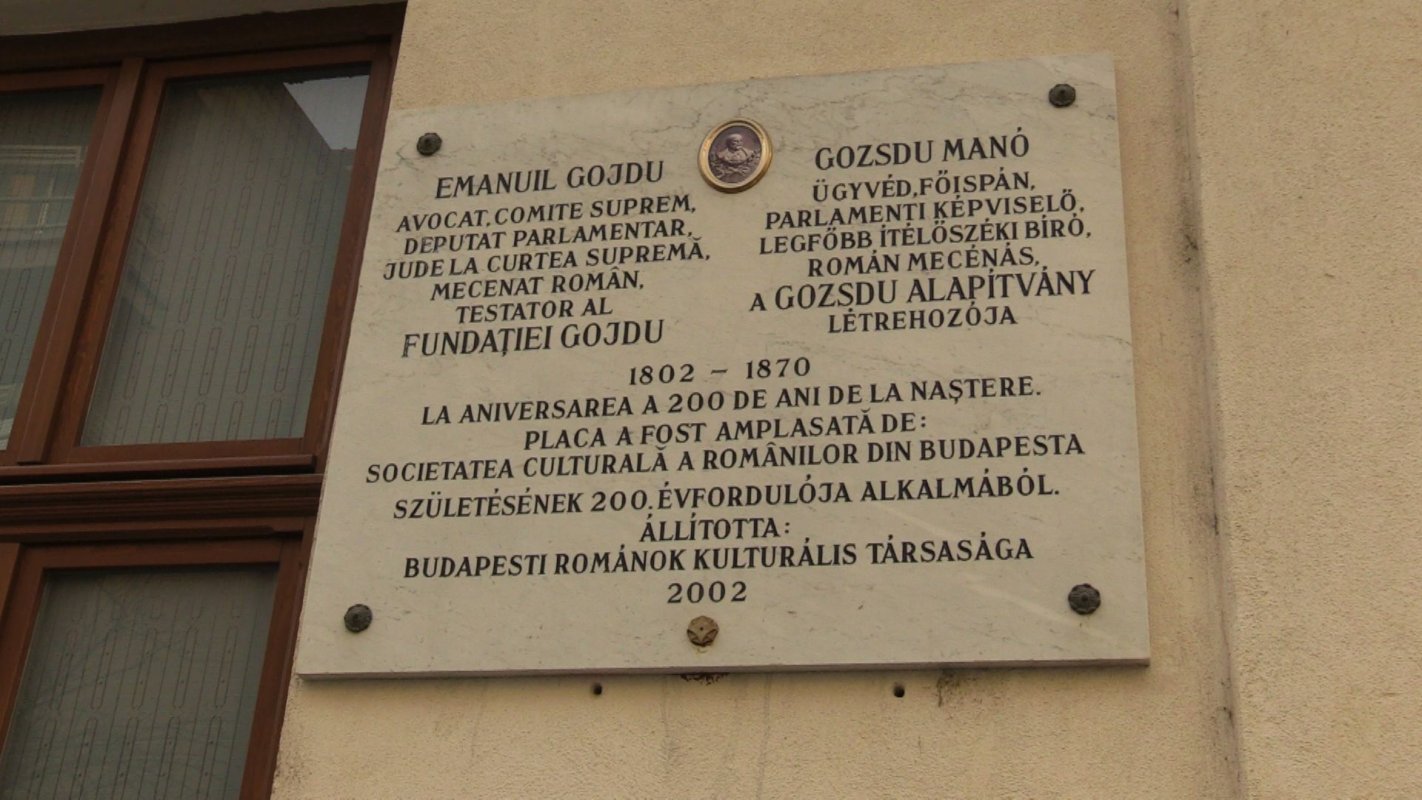 EMANUIL GOJDU
AVOCAT, COMITE SUPREM,
DEPUTAT PARLAMENTAR,
JUDE LA CURTEA SUPREMĂ,
MECENAT ROMÂN,
TESTATOR AL
FUNDAŢIEI GOJDU
GOZSDU MANÓ
ÜGYVÉD, FŐISPÁN,
PARLAMENTI KÉPVISELŐ,
LEGFŐBB ÍTÉLŐSZÉKI BÍRÓ,
ROMÁN MECÉNÁS,
A GOZSDU ALAPÍTVÁNY
LÉTREHOZÓJA
1802 – 1870
LA ANIVERSAREA A 200 DE ANI DE LA NAŞTERE.
PLACA A FOST AMPLASATĂ DE:
SOCIETATEA CULTURALĂ A ROMÂNILOR DIN BUDAPESTA
SZÜLETÉSÉNEK 200. ÉVFORDULÓJA ALKALMÁBÓL.
ÁLLÍTOTTA:
BUDAPESTI ROMÁNOK KULTURÁLIS TÁRSASÁGA
2002